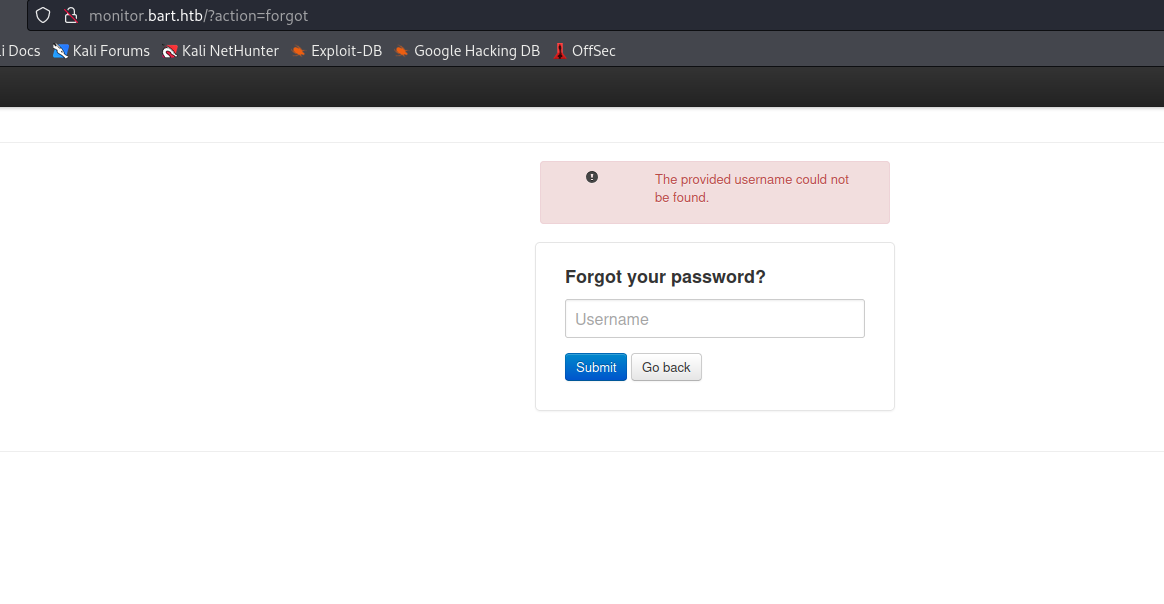 monitor.bart.htb/?action=forgot
i Docs Kali Forums Kali NetHunter Exploit-DB Google Hacking DB OffSec
The provided username could not
be found.
Forgot your password?
Username
Submit Go back